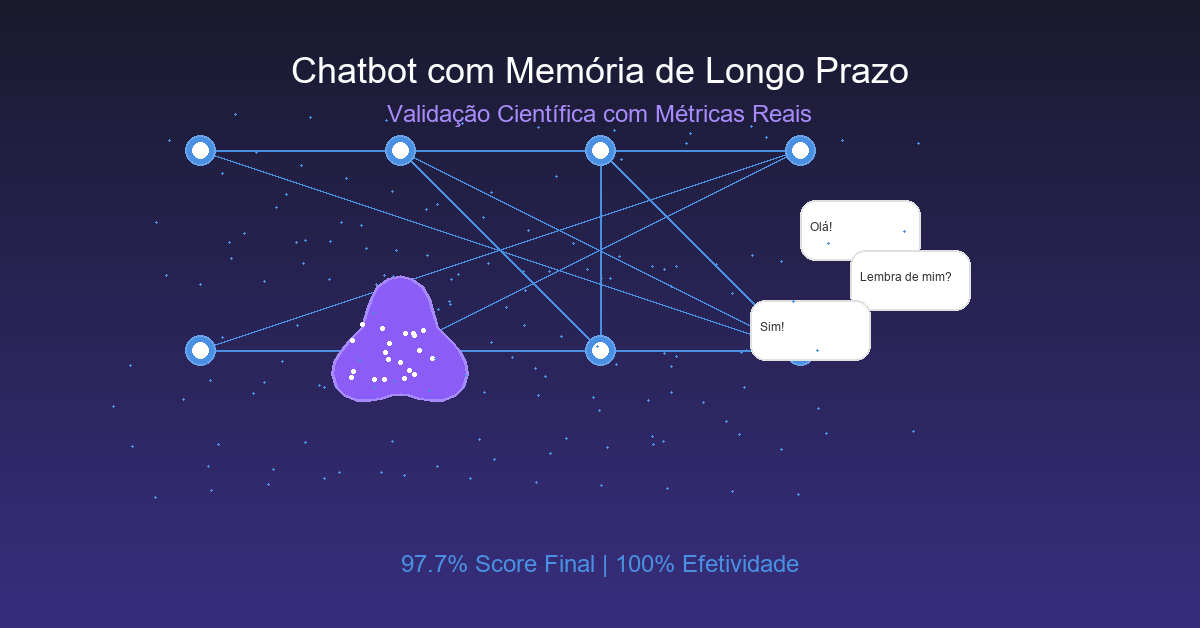 Chatbot com Memória de Longo Prazo
Validação Científica com Métricas Reais
Olá!
Lembra de mim?
Sim!
97.7% Score Final | 100% Efetividade